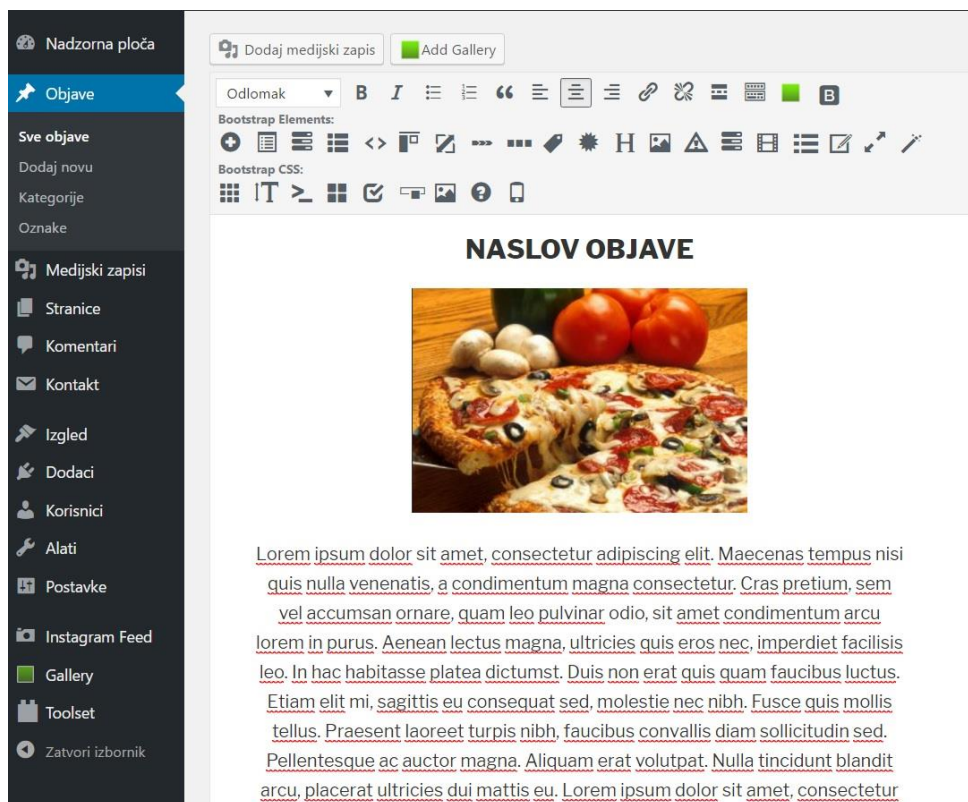 Nadzorna ploča
Objave
Sve objave
Dodaj novu
Kategorije
Oznake
Medijski zapisi
Stranice
Komentari
Kontakt
Izgled
Dodaci
Korisnici
Alati
Postavke
Instagram Feed
Gallery
Toolset
Zatvori izbornik
Dodaj medijski zapis
Add Gallery
Odlomak
Bootstrap Elements:
Bootstrap CSS:
NASLOV OBJAVE
Lorem ipsum dolor sit amet, consectetur adipiscing elit. Maecenas tempus nisi
quis nulla venenatis, a condimentum magna consectetur. Cras pretium, sem
vel accumsan ornare, quam leo pulvinar odio, sit amet condimentum arcu
lorem in purus. Aenean lectus magna, ultricies quis eros nec, imperdiet facilisis
leo. In hac habitasse platea dictumst. Duis non erat quis quam faucibus luctus.
Etiam elit mi, sagittis eu consequat sed, molestie nec nibh. Fusce quis mollis
tellus. Praesent laoreet turpis nibh, faucibus convallis diam sollicitudin sed.
Pellentesque ac auctor magna. Aliquam erat volutpat. Nulla tincidunt blandit
arcu, placerat ultricies dui mattis eu. Lorem ipsum dolor sit amet, consectetur